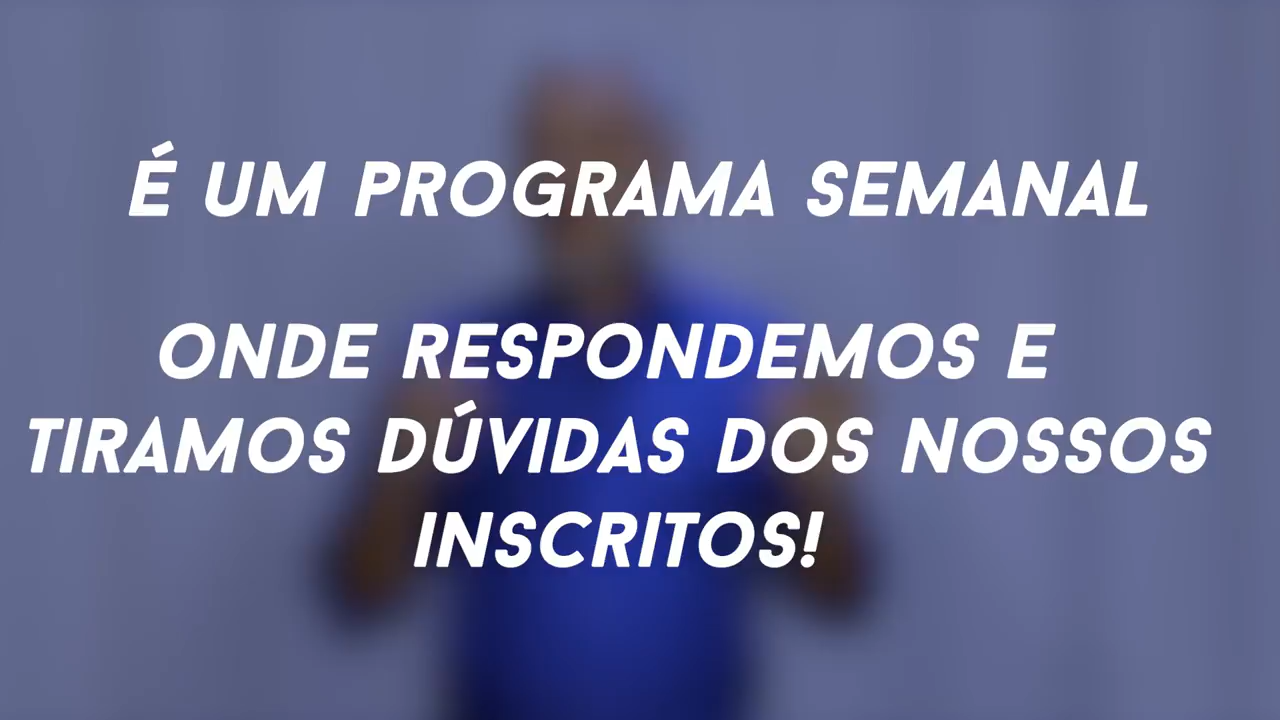 É UM PROGRAMA SEMANAL
ONDE RESPONDEMOS E
TIRAMOS DÚVIDAS DOS NOSSOS
INSCRITOS!